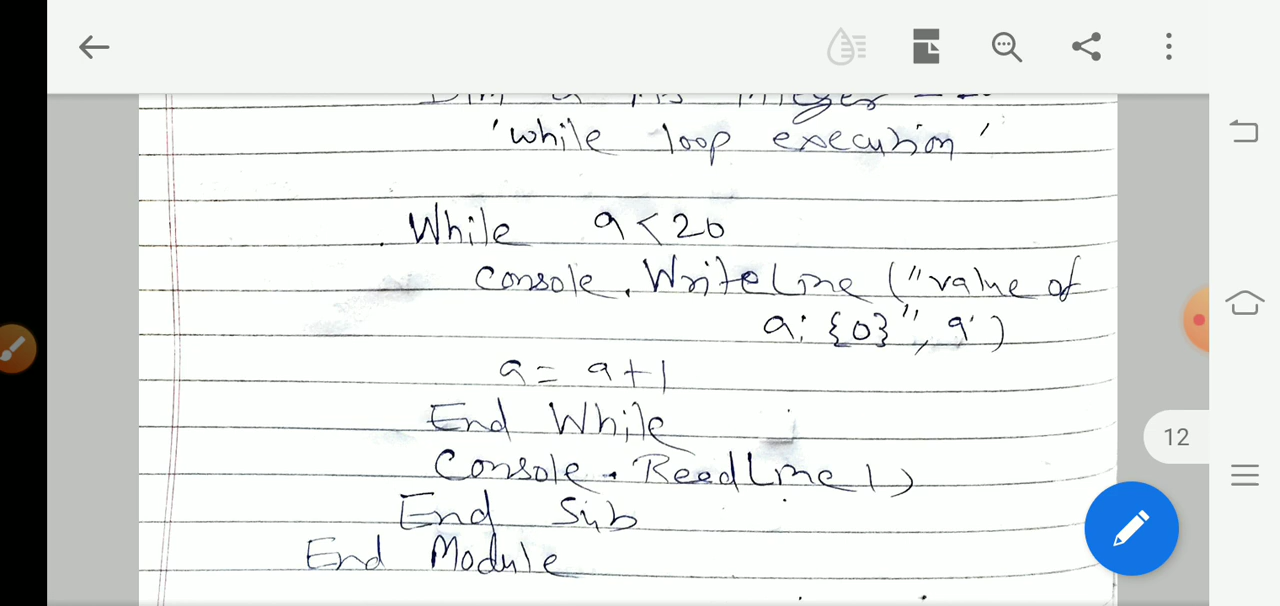 'while loop execution'
While a < 20
Console.WriteLine ("value of
a: {0}", a)
a = a + 1
End While
Console.ReadLine()
End Sub
End Module
12